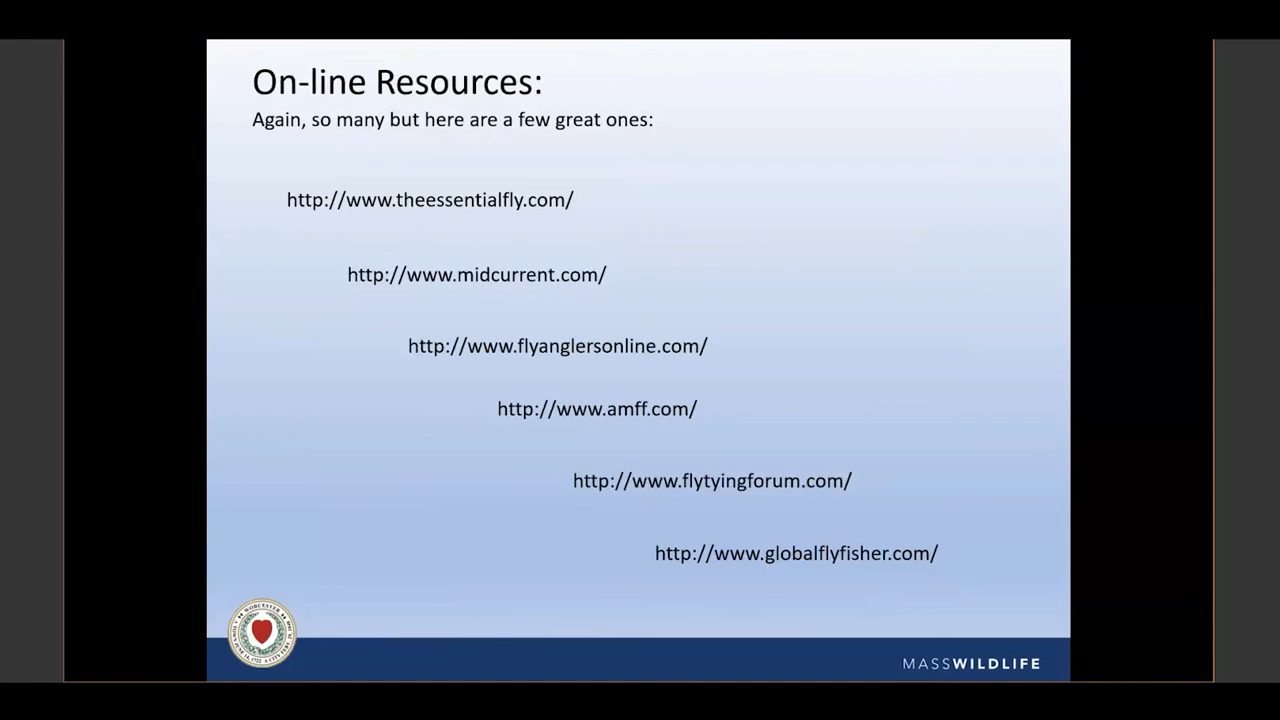 On-line Resources:
Again, so many but here are a few great ones:
http://www.theessentialfly.com/
http://www.midcurrent.com/
http://www.flyanglersonline.com/
http://www.amff.com/
http://www.flytyingforum.com/
http://www.globalflyfisher.com/
WORCESTER
MASSWILDLIFE